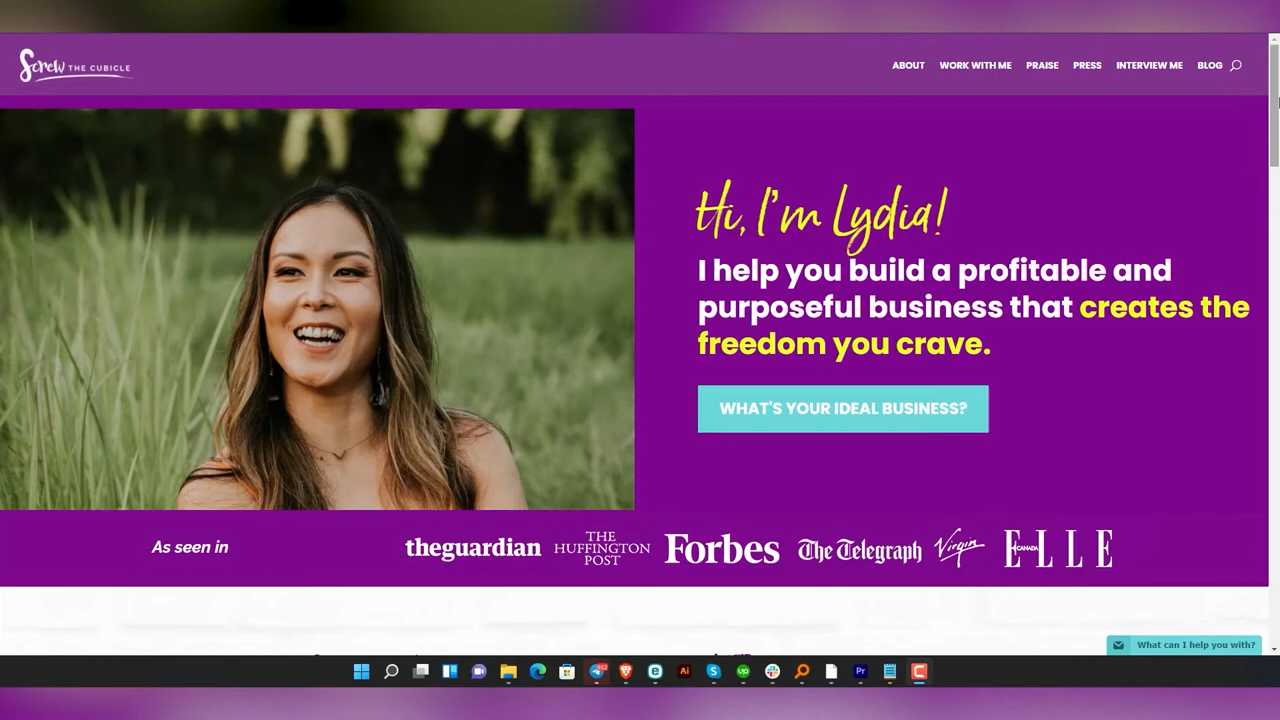 Screw THE CUBICLE
ABOUT WORK WITH ME PRAISE PRESS INTERVIEW ME BLOG
Hi, I'm Lydia!
I help you build a profitable and
purposeful business that creates the
freedom you crave.
WHAT'S YOUR IDEAL BUSINESS?
As seen in
theguardian
THE
HUFFINGTON
POST
Forbes
The Telegraph
Virgin
ELLE
CANADA
What can I help you with?